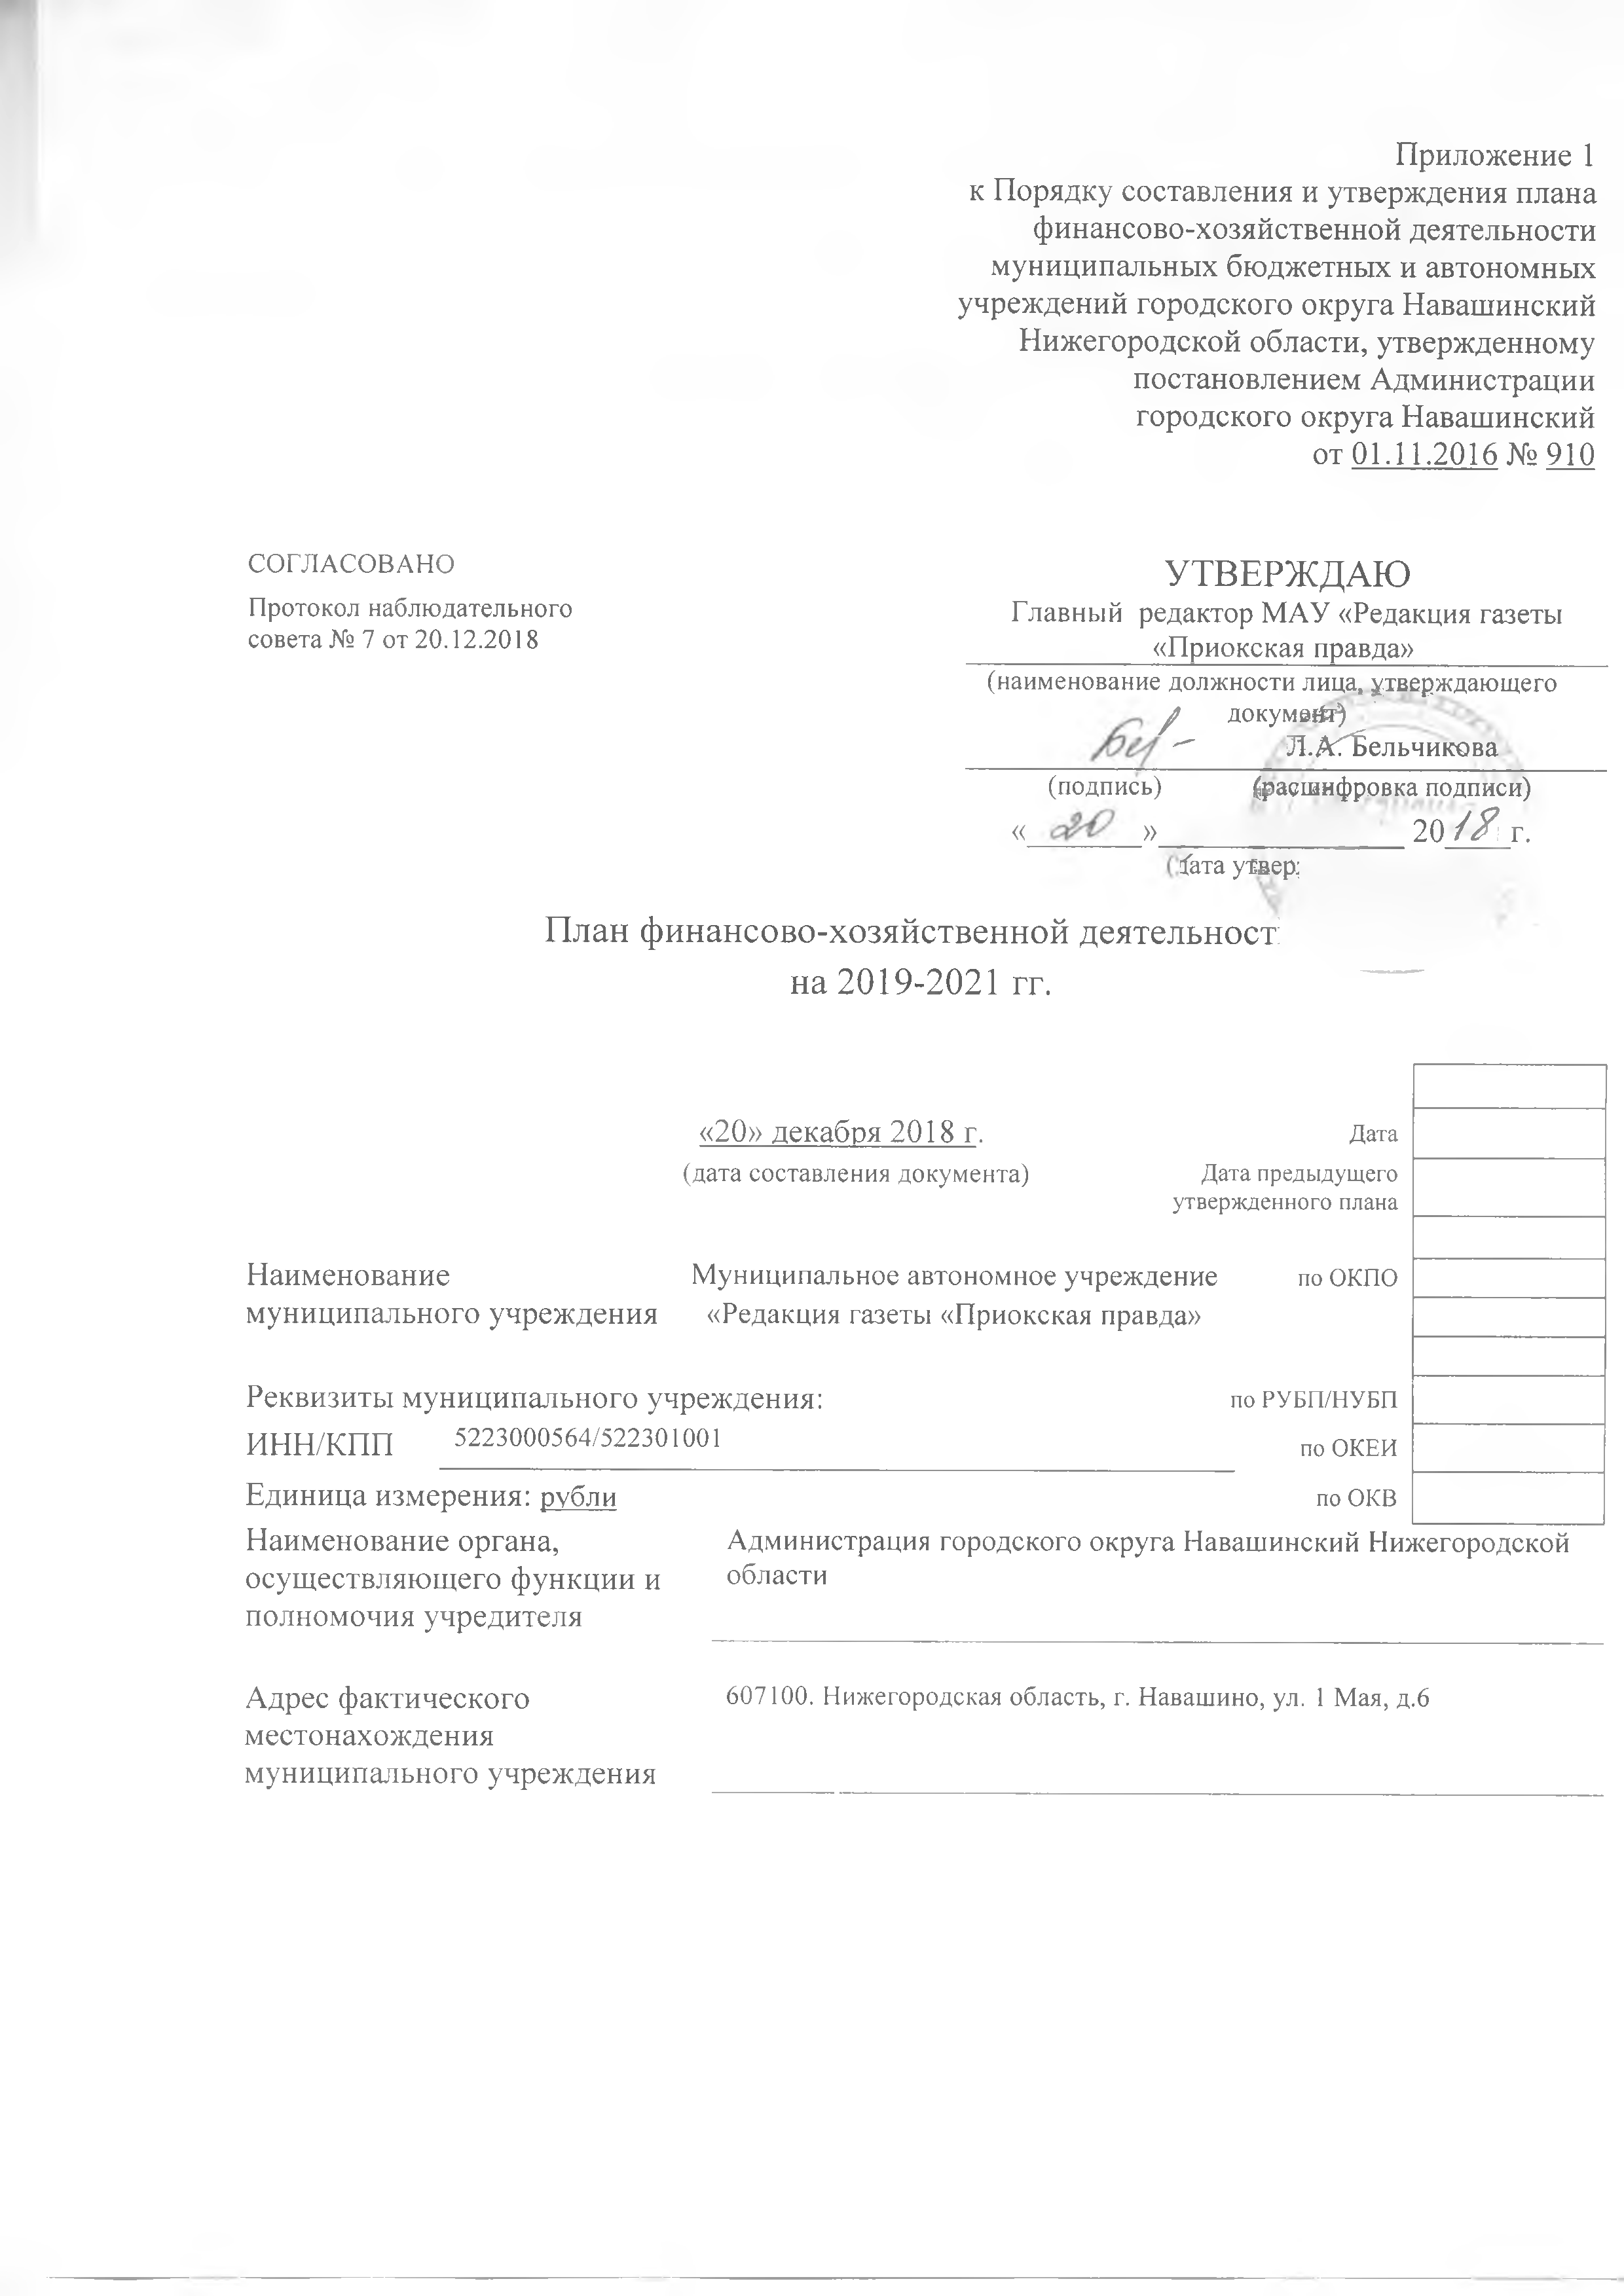 Приложение 1
к Порядку составления и утверждения плана
финансово-хозяйственной деятельности
муниципальных бюджетных и автономных
учреждений городского округа Навашинский
Нижегородской области, утвержденному
постановлением Администрации
городского округа Навашинский
от 01.11.2016 № 910
СОГЛАСОВАНО
Протокол наблюдательного
совета № 7 от 20.12.2018
УТВЕРЖДАЮ
Главный редактор МАУ «Редакция газеты
«Приокская правда»
(наименование должности лица, утверждающего
документ)
Л.А. Бельчикова
(подпись) (расшифровка подписи)
«20» 2018 г.
(дата утвер
План финансово-хозяйственной деятельност
на 2019-2021 гг.
«20» декабря 2018 г. Дата
(дата составления документа) Дата предыдущего
утвержденного плана
Наименование Муниципальное автономное учреждение по ОКПО
муниципального учреждения «Редакция газеты «Приокская правда»
Реквизиты муниципального учреждения: по РУБП/НУБП
ИНН/КПП 5223000564/522301001 по ОКЕИ
Единица измерения: рубли по ОКВ
Наименование органа, Администрация городского округа Навашинский Нижегородской
осуществляющего функции и области
полномочия учредителя
Адрес фактического 607100. Нижегородская область, г. Навашино, ул. 1 Мая, д.6
местонахождения
муниципального учреждения